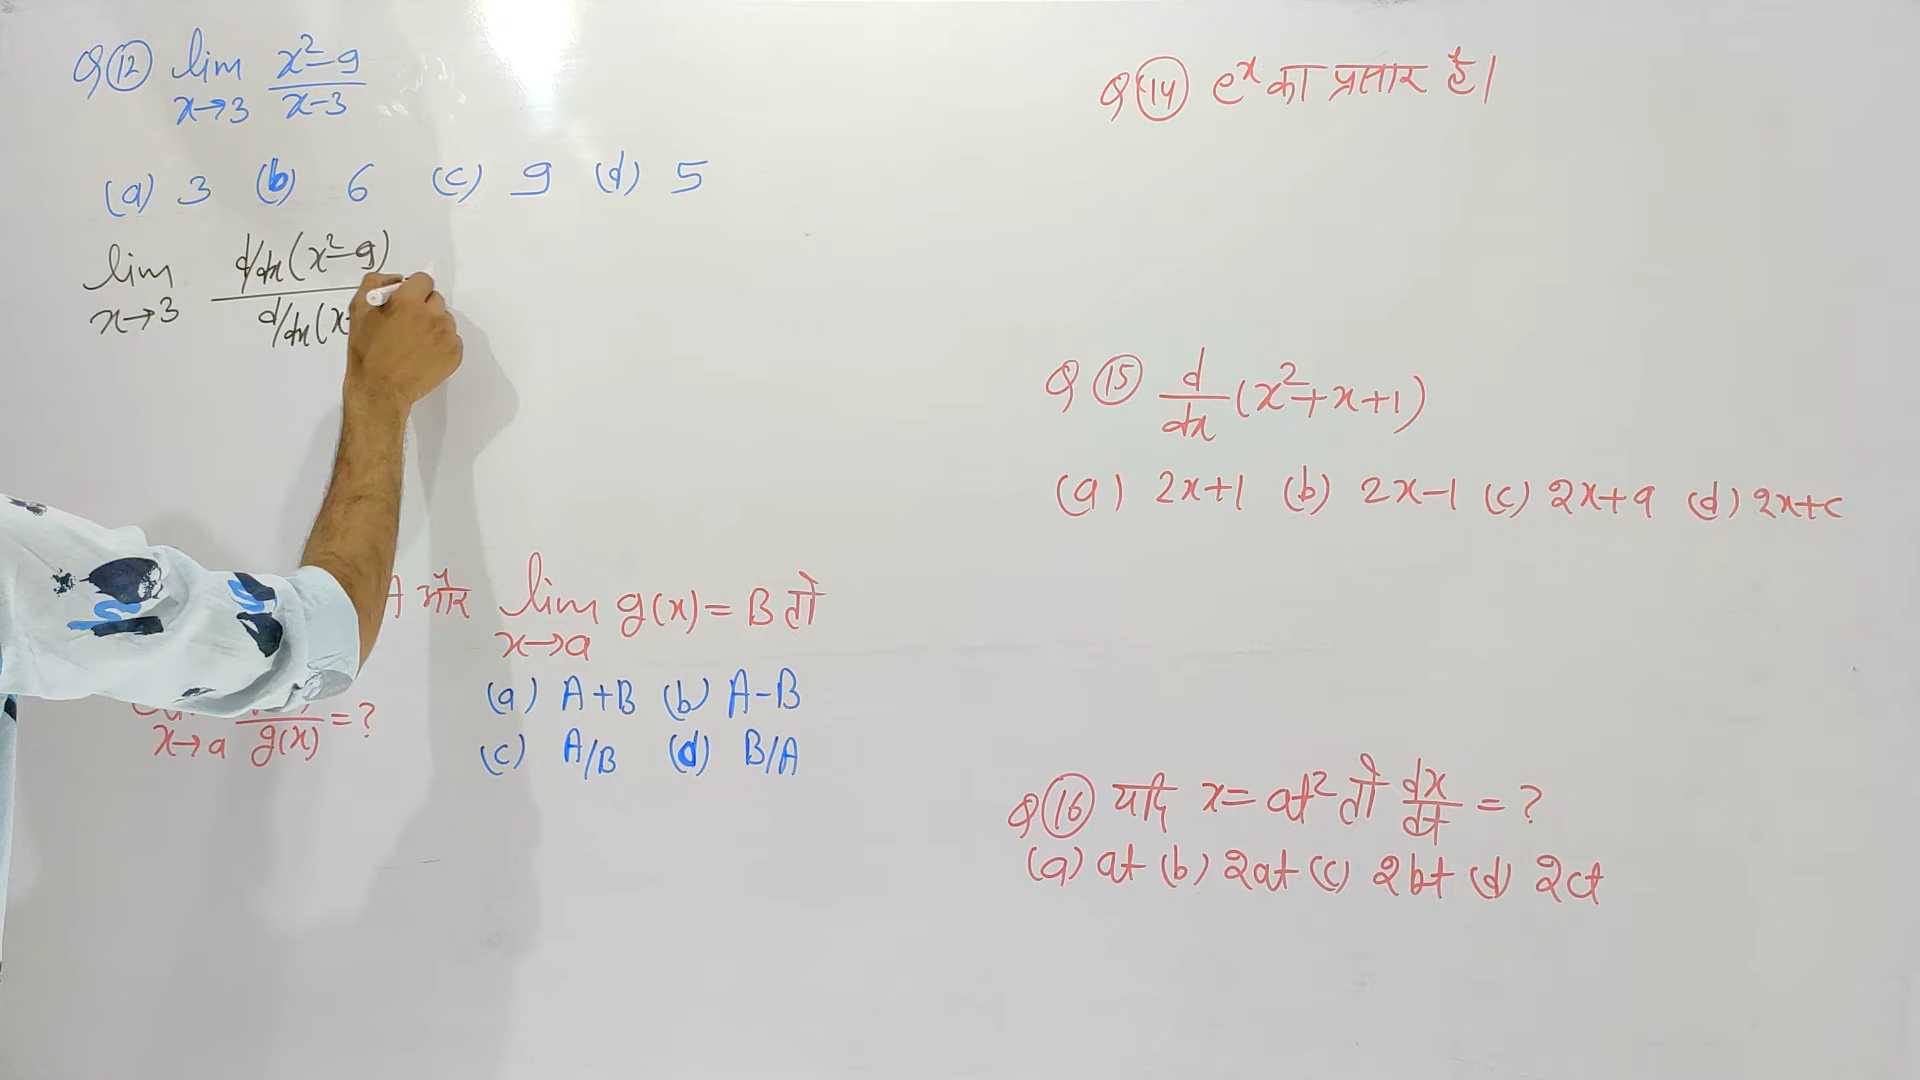 Q(12) lim x²-9
x→3 x-3
(a) 3 (b) 6 (c) 9 (d) 5
lim d/dx(x²-9)
x→3 d/dx(x-
A और lim g(x)=B तो
x→a
x→a g(x) =?
(a) A+B (b) A-B
(c) A/B (d) B/A
Q(14) eˣ का प्रसार है।
Q(15) d/dx (x²+x+1)
(a) 2x+1 (b) 2x-1 (c) 2x+9 (d) 2x+c
Q(16) यदि x= at² तो dx/dt = ?
(a) at (b) 2at (c) 2bt (d) 2ct